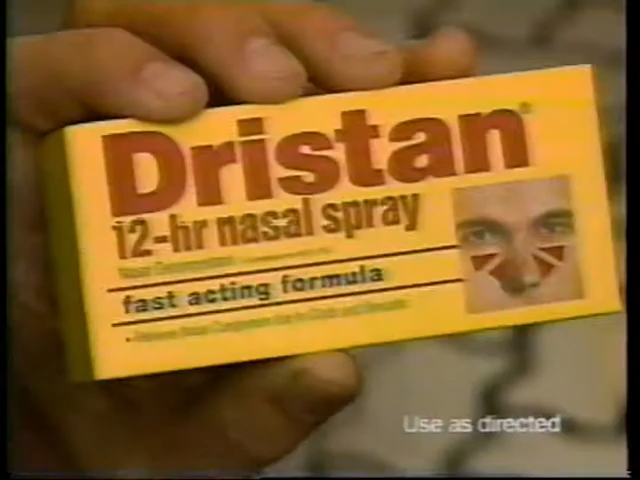 Dristan®
12-hr nasal spray
fast acting formula
Use as directed